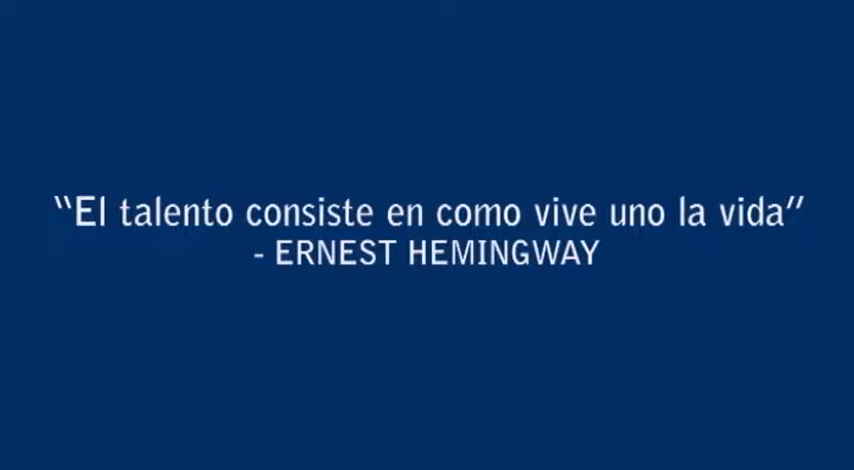 “El talento consiste en como vive uno la vida”
- ERNEST HEMINGWAY